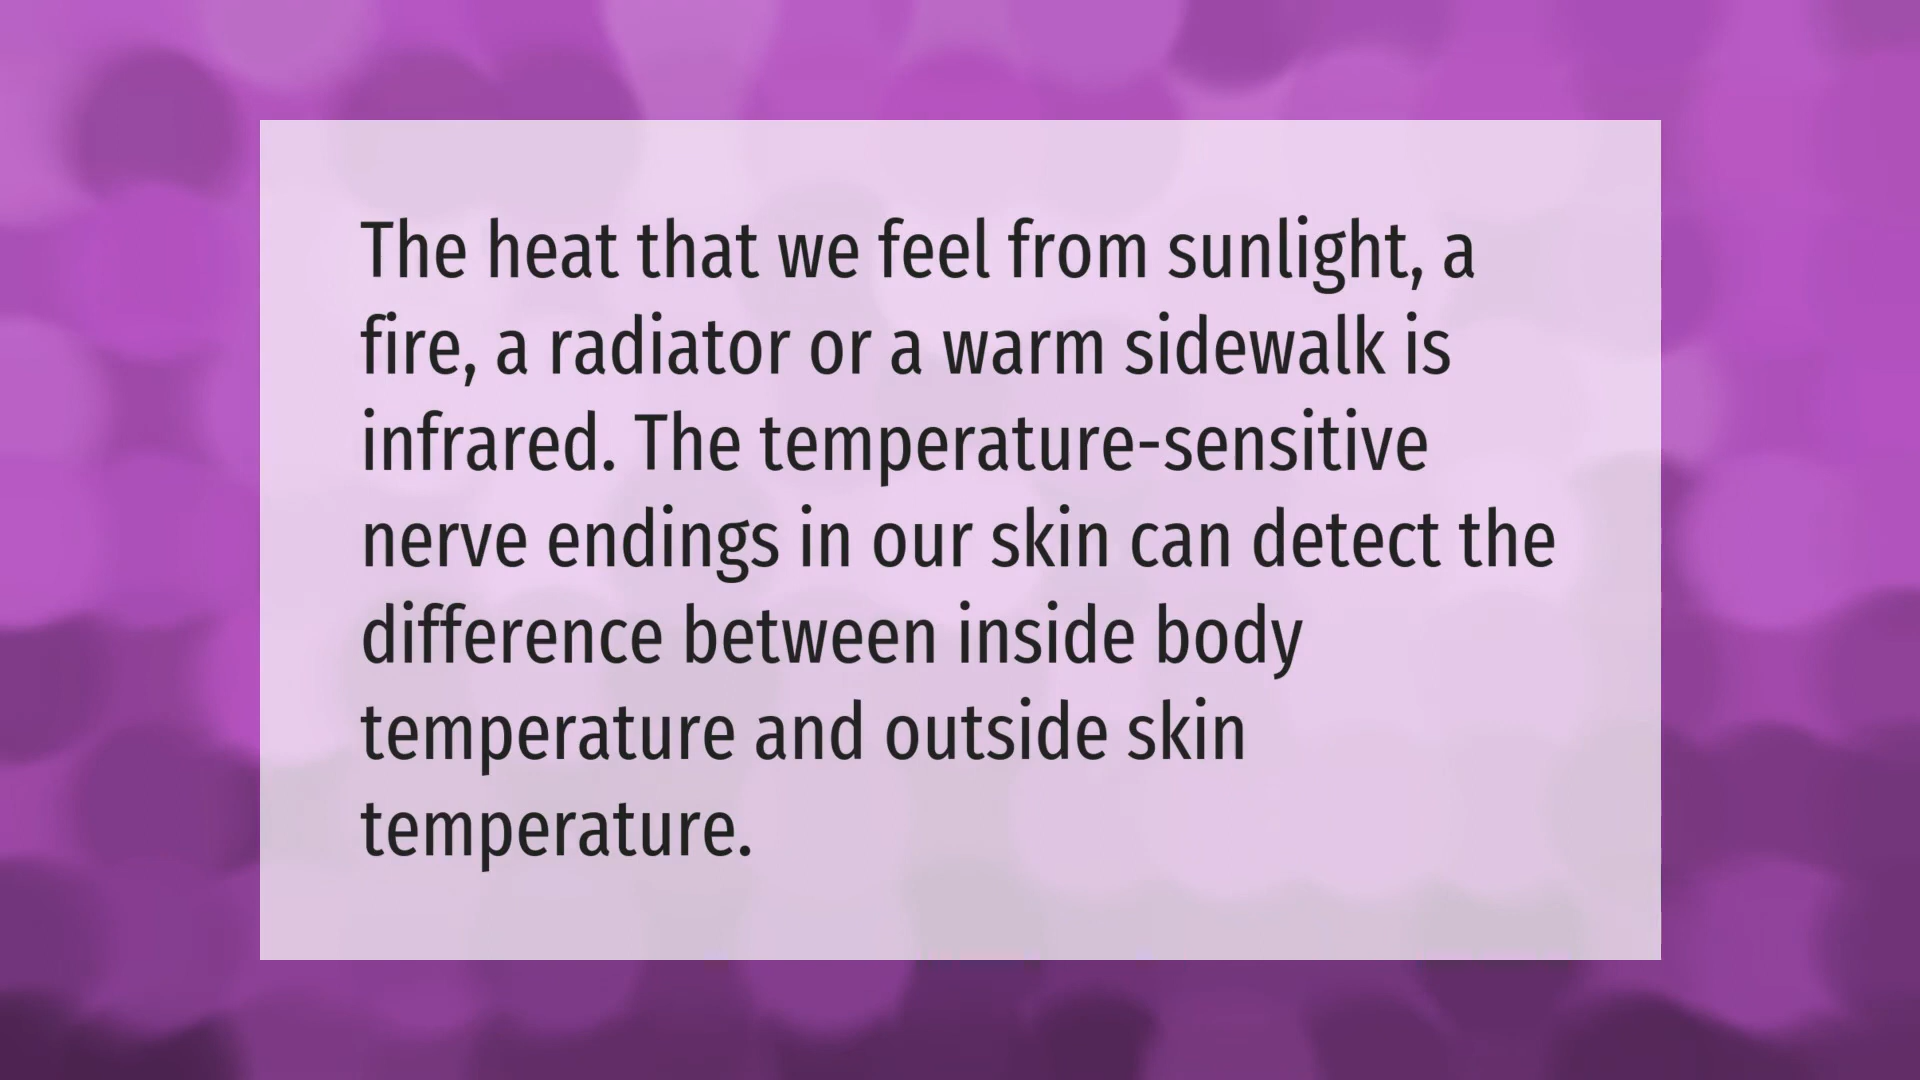 The heat that we feel from sunlight, a
fire, a radiator or a warm sidewalk is
infrared. The temperature-sensitive
nerve endings in our skin can detect the
difference between inside body
temperature and outside skin
temperature.